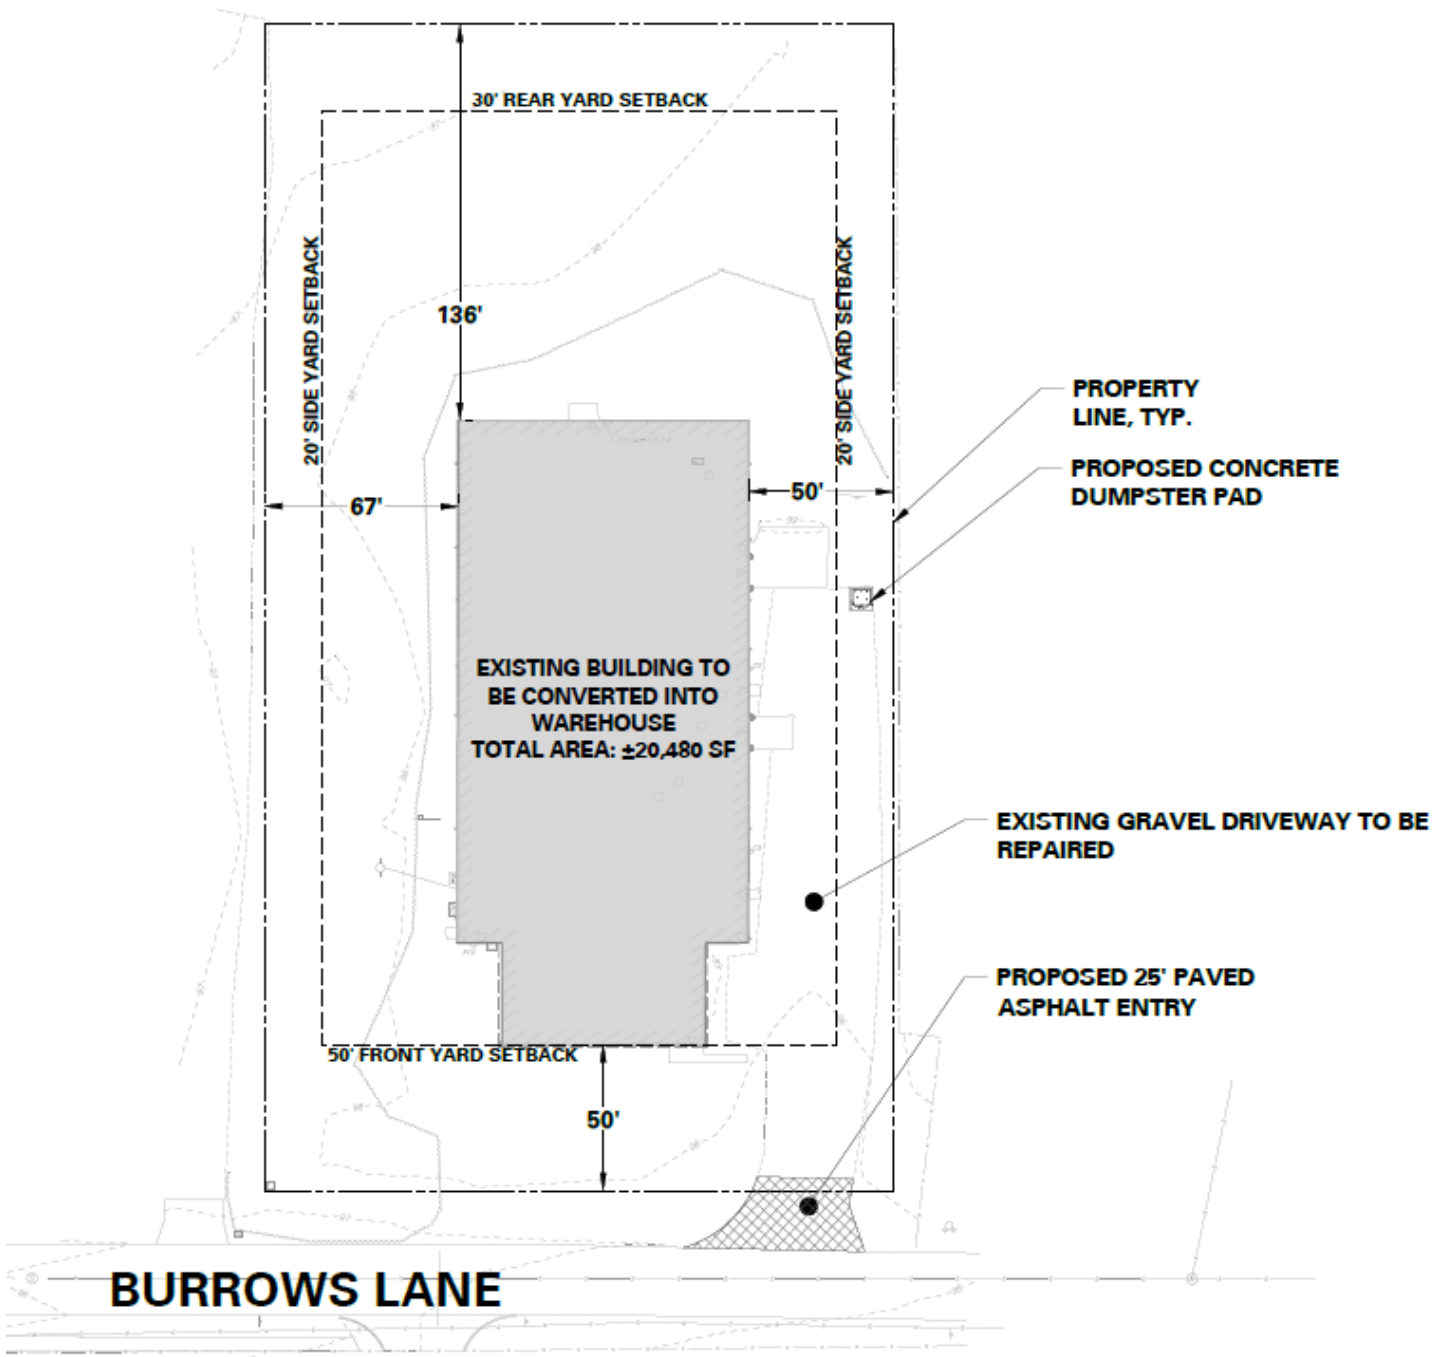 30' REAR YARD SETBACK
20' SIDE YARD SETBACK
136'
20' SIDE YARD SETBACK
PROPERTY
LINE, TYP.
PROPOSED CONCRETE
DUMPSTER PAD
67'
50'
EXISTING BUILDING TO
BE CONVERTED INTO
WAREHOUSE
TOTAL AREA: ±20,480 SF
EXISTING GRAVEL DRIVEWAY TO BE
REPAIRED
PROPOSED 25' PAVED
ASPHALT ENTRY
50' FRONT YARD SETBACK
50'
BURROWS LANE